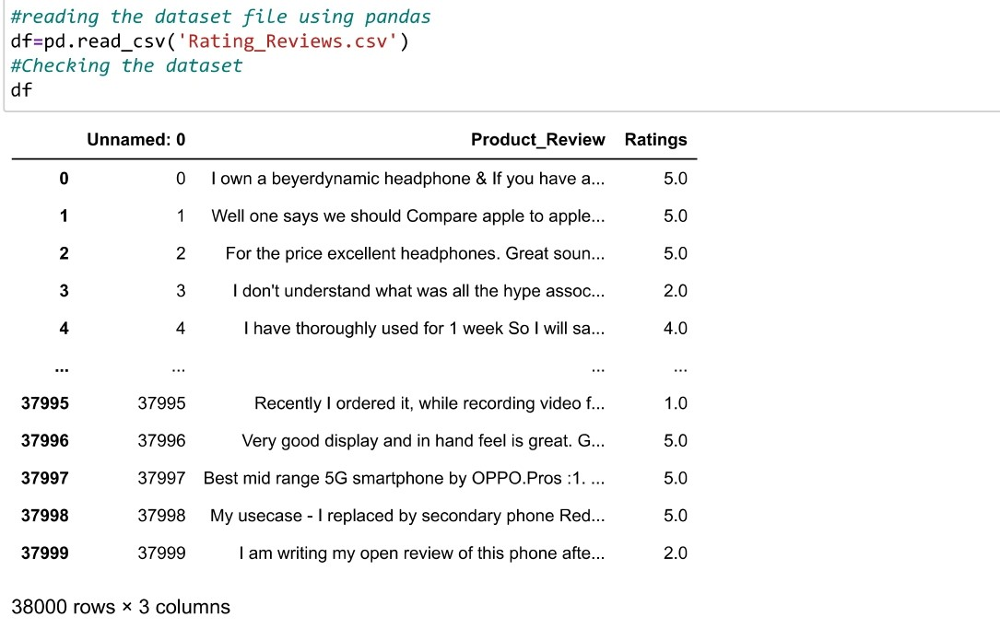 #reading the dataset file using pandas
df=pd.read_csv('Rating_Reviews.csv')
#Checking the dataset
df
Unnamed: 0 Product_Review Ratings
0 0 I own a beyerdynamic headphone & If you have a... 5.0
1 1 Well one says we should Compare apple to apple... 5.0
2 2 For the price excellent headphones. Great soun... 5.0
3 3 I don't understand what was all the hype assoc... 2.0
4 4 I have thoroughly used for 1 week So I will sa... 4.0
... ... ... ...
37995 37995 Recently I ordered it, while recording video f... 1.0
37996 37996 Very good display and in hand feel is great. G... 5.0
37997 37997 Best mid range 5G smartphone by OPPO.Pros :1. ... 5.0
37998 37998 My usecase - I replaced by secondary phone Red... 5.0
37999 37999 I am writing my open review of this phone afte... 2.0
38000 rows × 3 columns